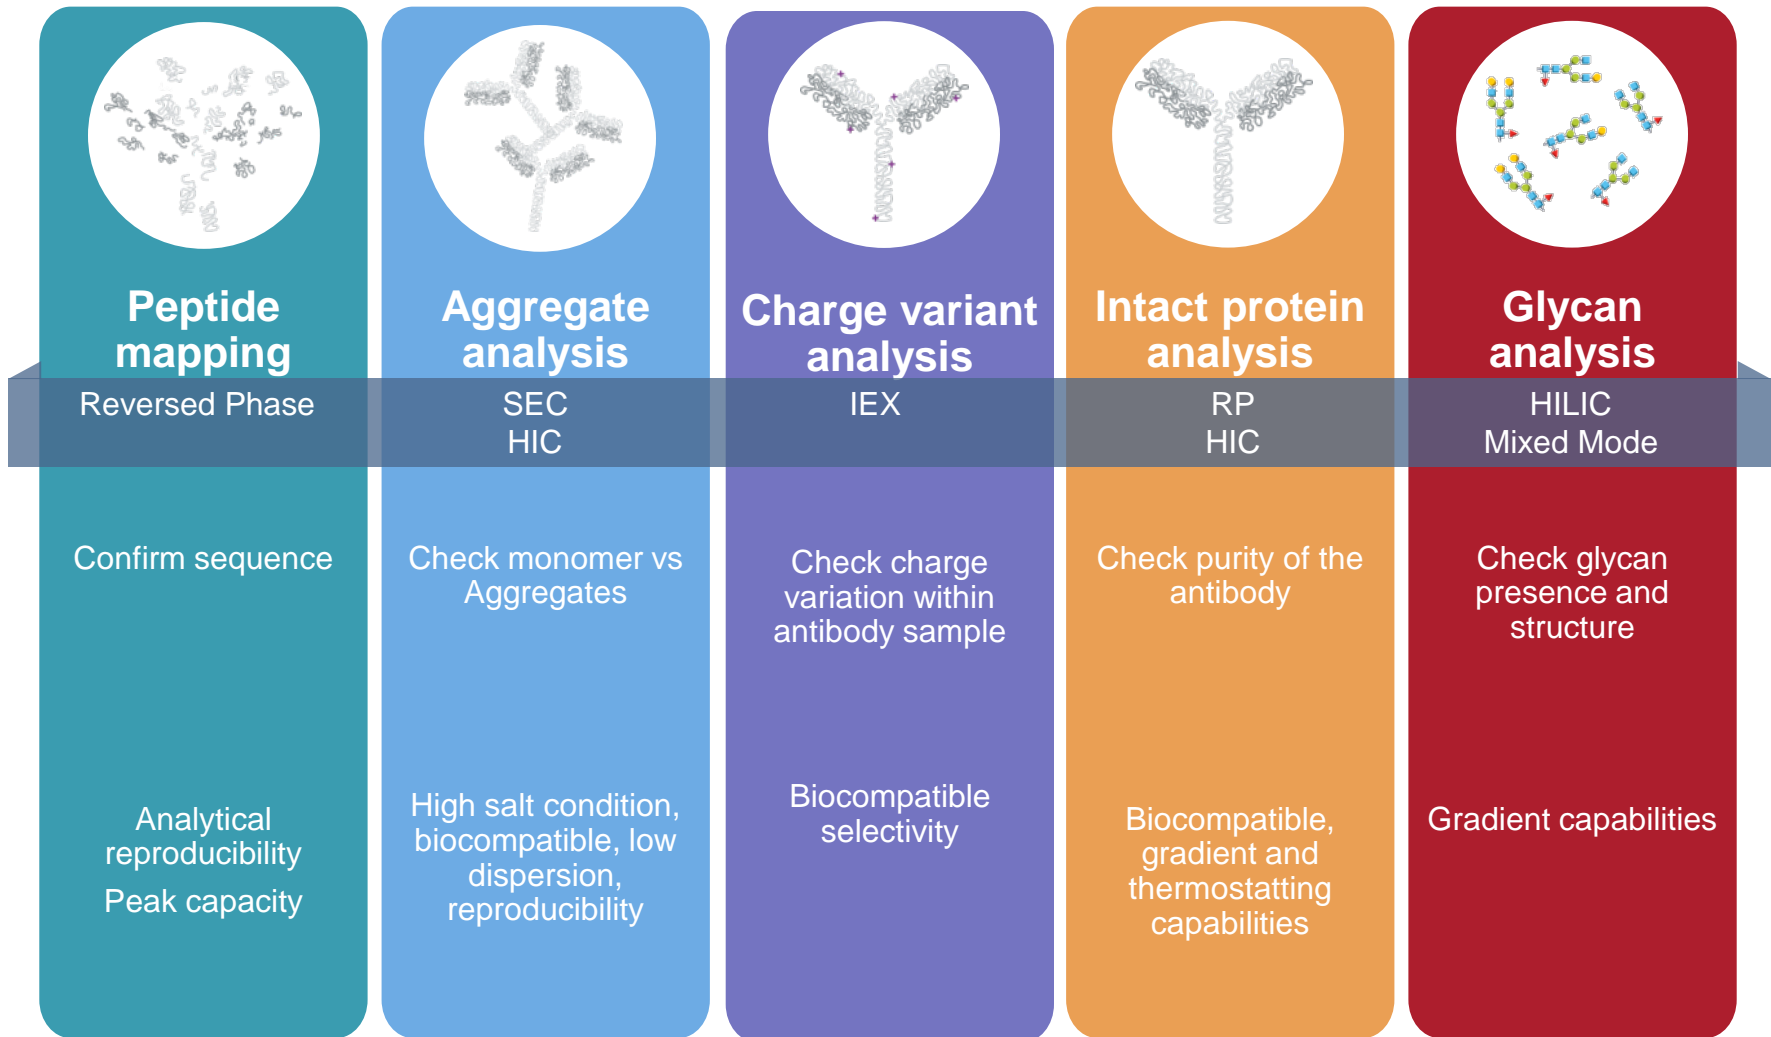 Peptide
mapping
Reversed Phase
Confirm sequence
Analytical
reproducibility
Peak capacity
Aggregate
analysis
SEC
HIC
Check monomer vs
Aggregates
High salt condition,
biocompatible, low
dispersion,
reproducibility
Charge variant
analysis
IEX
Check charge
variation within
antibody sample
Biocompatible
selectivity
Intact protein
analysis
RP
HIC
Check purity of the
antibody
Biocompatible,
gradient and
thermostatting
capabilities
Glycan
analysis
HILIC
Mixed Mode
Check glycan
presence and
structure
Gradient capabilities